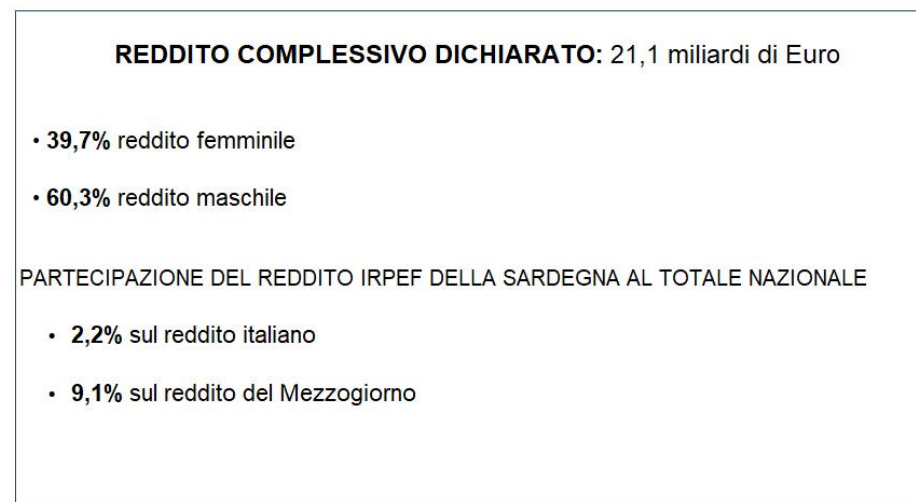 REDDITO COMPLESSIVO DICHIARATO: 21,1 miliardi di Euro
• 39,7% reddito femminile
• 60,3% reddito maschile
PARTECIPAZIONE DEL REDDITO IRPEF DELLA SARDEGNA AL TOTALE NAZIONALE
• 2,2% sul reddito italiano
• 9,1% sul reddito del Mezzogiorno